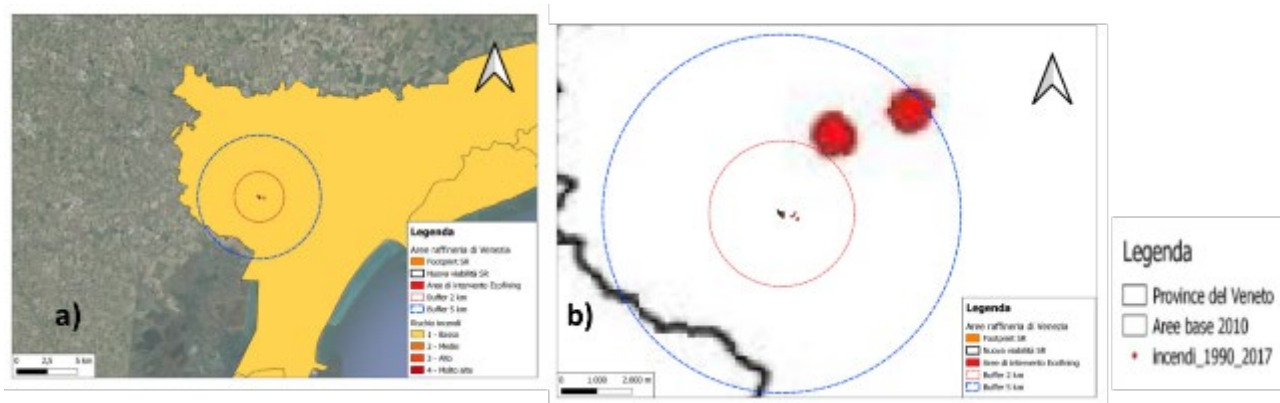 a)
Legenda
Aree raffineria di Venezia
Footprint SR
Nuova viabilità SR
Area di intervento Ecofining
Buffer 2 km
Buffer 5 km
Rischio incendi
1 - Basso
2 - Medio
3 - Alto
4 - Molto alto
0 2,5 5 km
b)
Legenda
Aree raffineria di Venezia
Footprint SR
Nuova viabilità SR
Area di intervento Ecofining
Buffer 2 km
Buffer 5 km
0 1.000 2.000 m
Legenda
Province del Veneto
Aree base 2010
incendi_1990_2017